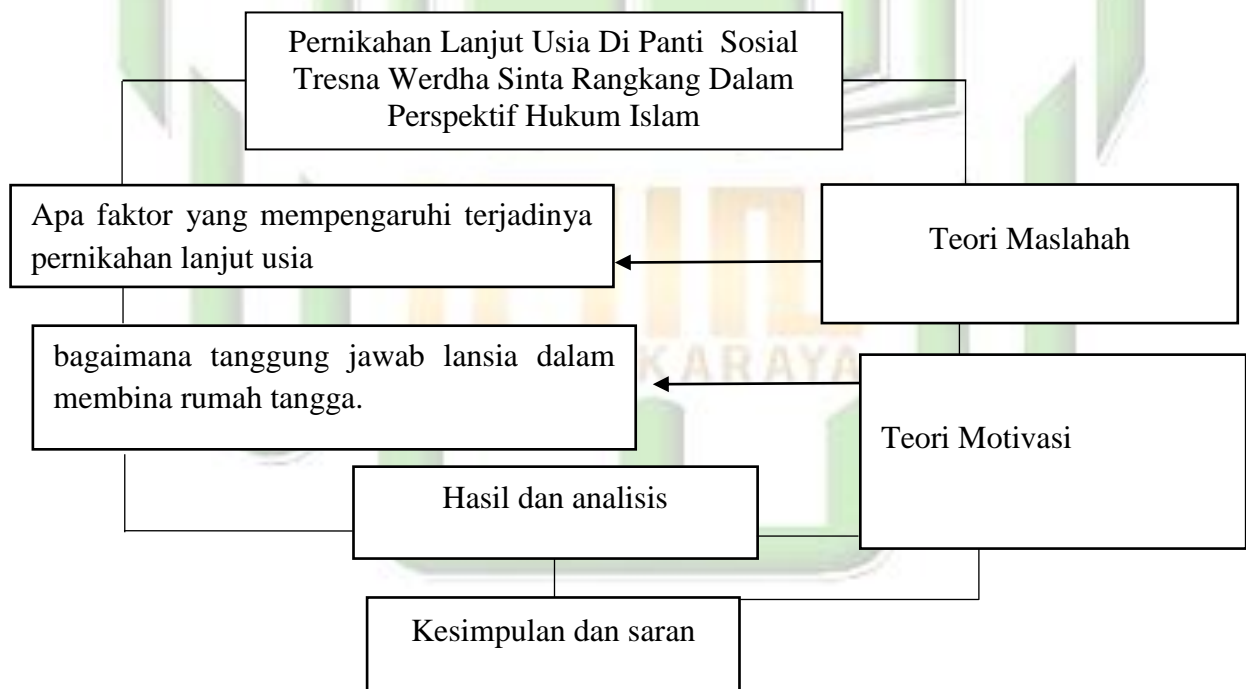 Pernikahan Lanjut Usia Di Panti Sosial
Tresna Werdha Sinta Rangkang Dalam
Perspektif Hukum Islam
Apa faktor yang mempengaruhi terjadinya
pernikahan lanjut usia
Teori Maslahah
bagaimana tanggung jawab lansia dalam
membina rumah tangga.
KARAYA
Teori Motivasi
Hasil dan analisis
Kesimpulan dan saran